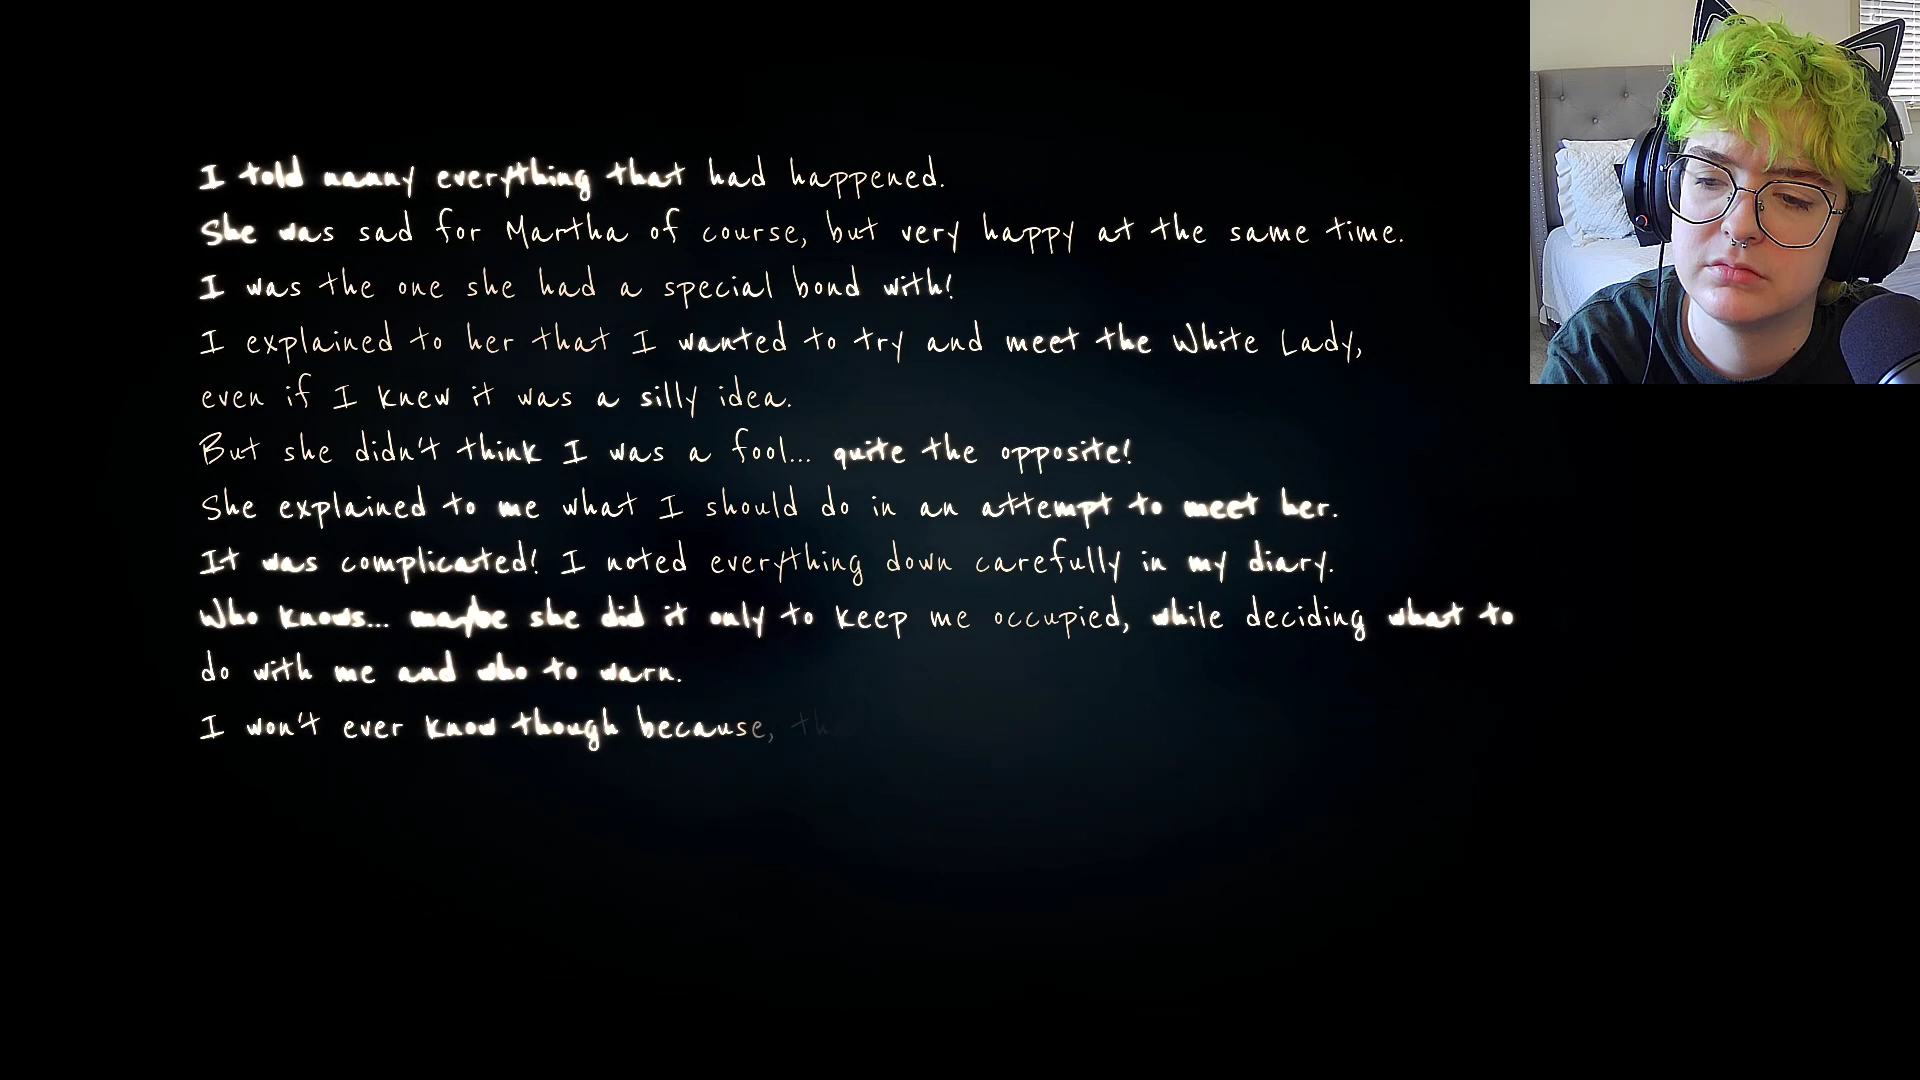 I told nanny everything that had happened.
She was sad for Martha of course, but very happy at the same time.
I was the one she had a special bond with!
I explained to her that I wanted to try and meet the White Lady,
even if I knew it was a silly idea.
But she didn't think I was a fool... quite the opposite!
She explained to me what I should do in an attempt to meet her.
It was complicated! I noted everything down carefully in my diary.
Who knows... maybe she did it only to keep me occupied, while deciding what to
do with me and who to warn.
I won't ever know though because,